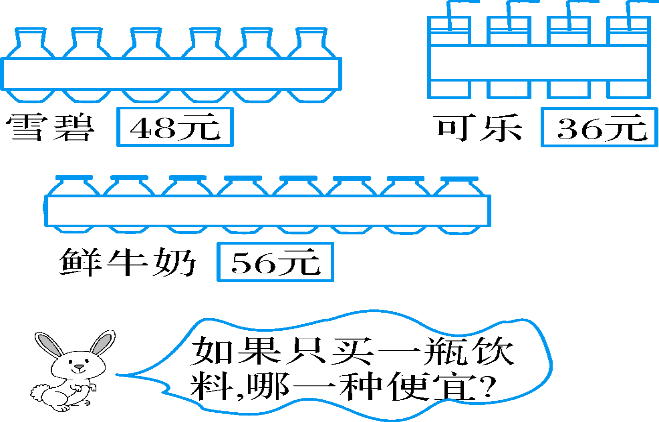 雪碧 48元
可乐 36元
鲜牛奶 56元
如果只买一瓶饮
料,哪一种便宜?